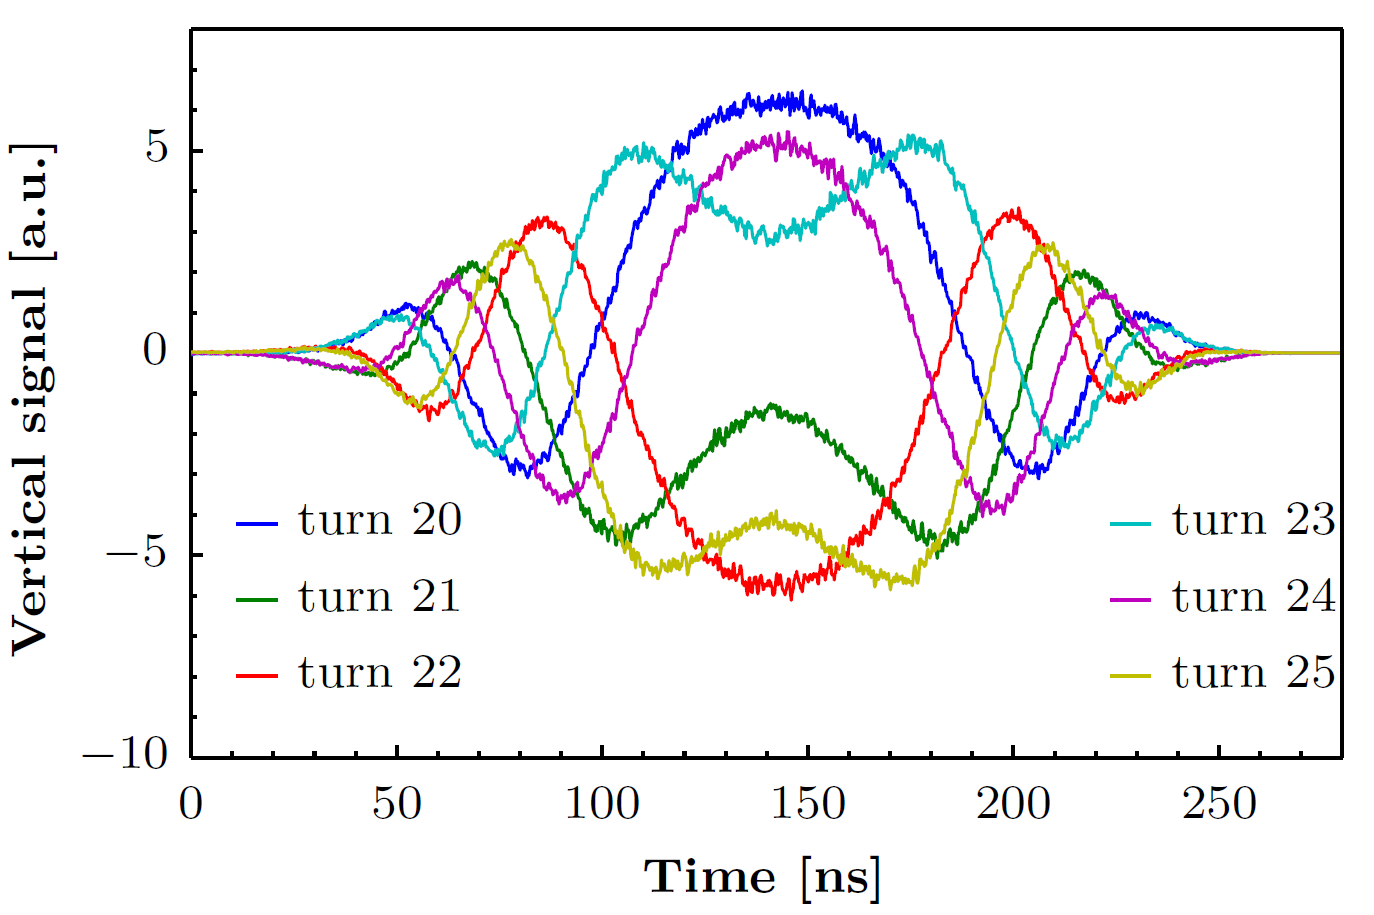 Vertical signal [a.u.]
5
0
−5
−10
turn 20
turn 21
turn 22
turn 23
turn 24
turn 25
0 50 100 150 200 250
Time [ns]